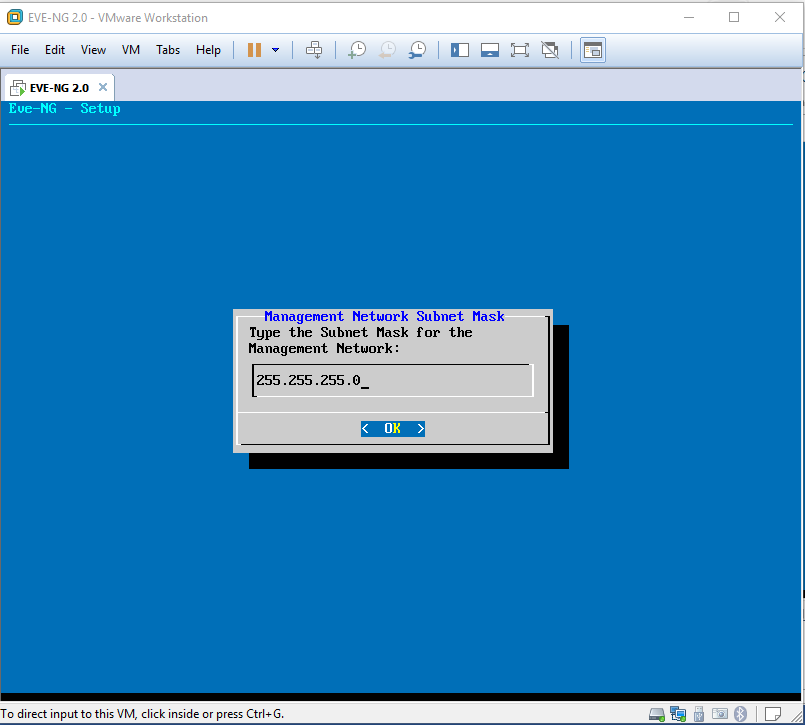 EVE-NG 2.0 - VMware Workstation
File Edit View VM Tabs Help
EVE-NG 2.0
Eve-NG - Setup
Management Network Subnet Mask
Type the Subnet Mask for the
Management Network:
255.255.255.0_
< OK >
To direct input to this VM, click inside or press Ctrl+G.